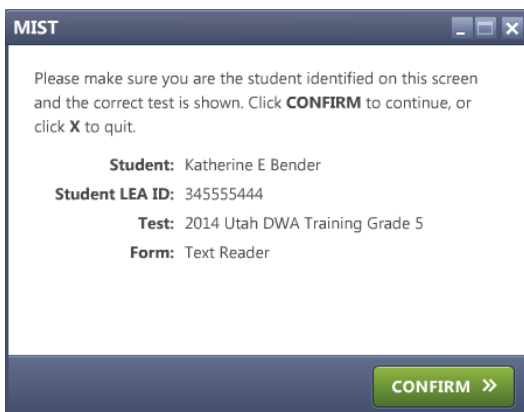 MIST
Please make sure you are the student identified on this screen
and the correct test is shown. Click CONFIRM to continue, or
click X to quit.
Student: Katherine E Bender
Student LEA ID: 345555444
Test: 2014 Utah DWA Training Grade 5
Form: Text Reader
CONFIRM »